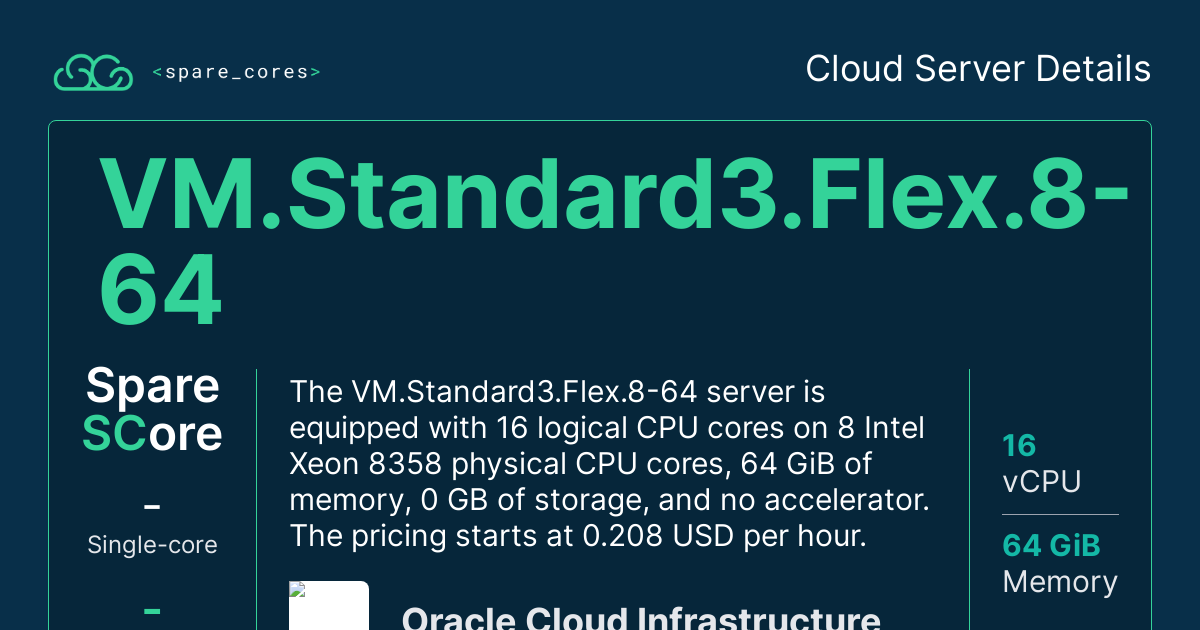 <spare_cores>
Cloud Server Details
VM.Standard3.Flex.8-
64
Spare
SCore
–
Single-core
–
The VM.Standard3.Flex.8-64 server is
equipped with 16 logical CPU cores on 8 Intel
Xeon 8358 physical CPU cores, 64 GiB of
memory, 0 GB of storage, and no accelerator.
The pricing starts at 0.208 USD per hour.
Oracle Cloud Infrastructure
16
vCPU
64 GiB
Memory